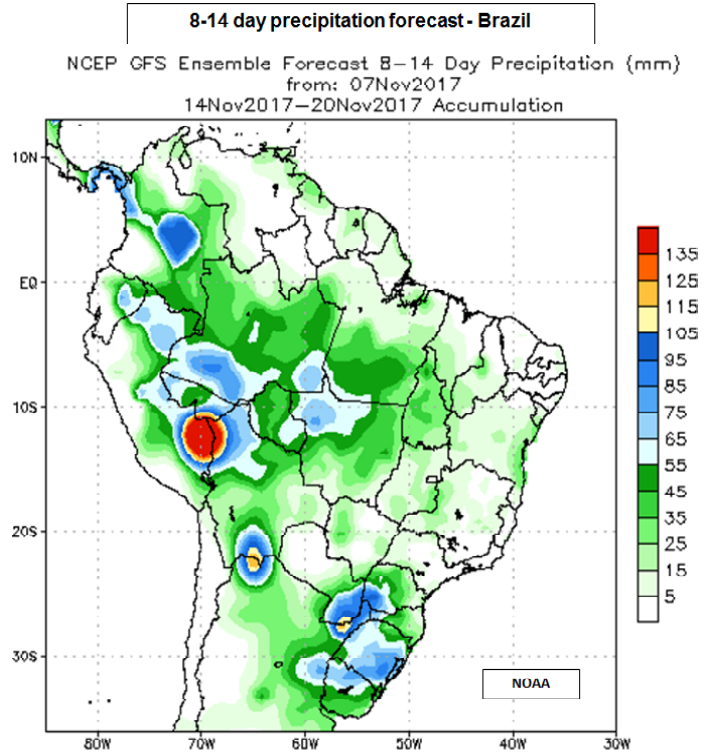 8-14 day precipitation forecast - Brazil
NCEP GFS Ensemble Forecast 8-14 Day Precipitation (mm)
from: 07Nov2017
14Nov2017-20Nov2017 Accumulation
10N
EQ
10S
20S
30S
80W
70W
60W
50W
40W
30W
135
125
115
105
95
85
75
65
55
45
35
25
15
5
NOAA